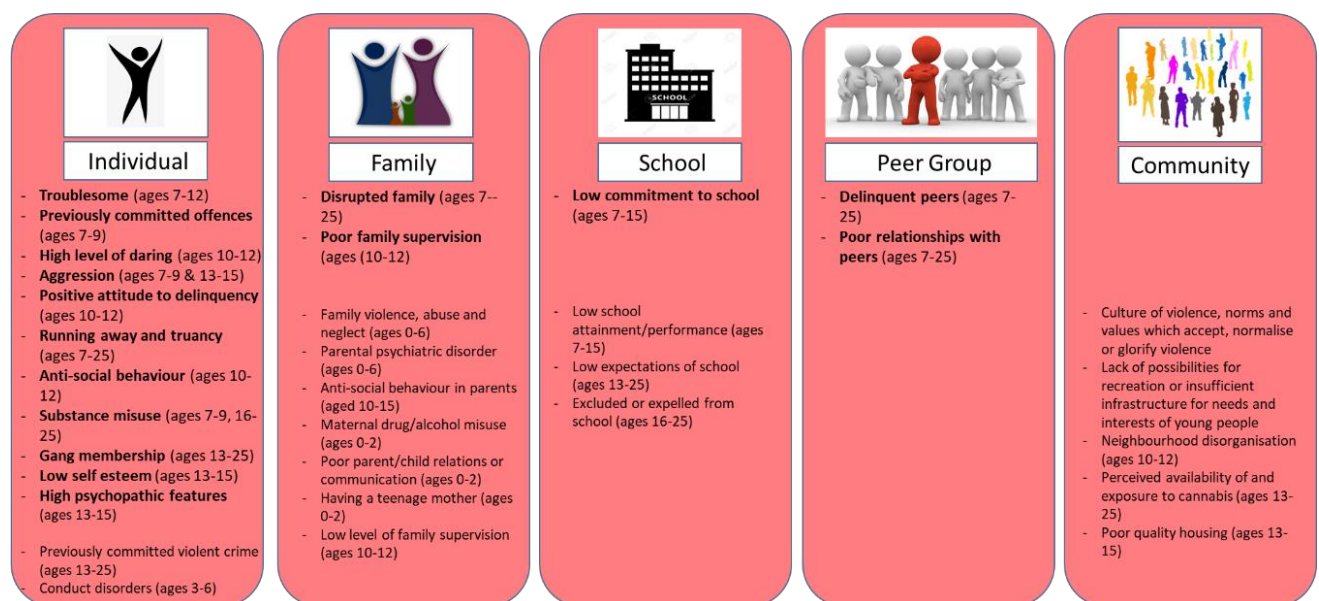 Individual
- Troublesome (ages 7-12)
- Previously committed offences
(ages 7-9)
- High level of daring (ages 10-12)
- Aggression (ages 7-9 & 13-15)
- Positive attitude to delinquency
(ages 10-12)
- Running away and truancy
(ages 7-25)
- Anti-social behaviour (ages 10-
12)
- Substance misuse (ages 7-9, 16-
25)
- Gang membership (ages 13-25)
- Low self esteem (ages 13-15)
- High psychopathic features
(ages 13-15)
- Previously committed violent crime
(ages 13-25)
- Conduct disorders (ages 3-6)
Family
- Disrupted family (ages 7--
25)
- Poor family supervision
(ages (10-12)
- Family violence, abuse and
neglect (ages 0-6)
- Parental psychiatric disorder
(ages 0-6)
- Anti-social behaviour in parents
(aged 10-15)
- Maternal drug/alcohol misuse
(ages 0-2)
- Poor parent/child relations or
communication (ages 0-2)
- Having a teenage mother (ages
0-2)
- Low level of family supervision
(ages 10-12)
SCHOOL
School
- Low commitment to school
(ages 7-15)
- Low school
attainment/performance (ages
7-15)
- Low expectations of school
(ages 13-25)
- Excluded or expelled from
school (ages 16-25)
Peer Group
- Delinquent peers (ages 7-
25)
- Poor relationships with
peers (ages 7-25)
Community
- Culture of violence, norms and
values which accept, normalise
or glorify violence
- Lack of possibilities for
recreation or insufficient
infrastructure for needs and
interests of young people
- Neighbourhood disorganisation
(ages 10-12)
- Perceived availability of and
exposure to cannabis (ages 13-
25)
- Poor quality housing (ages 13-
15)